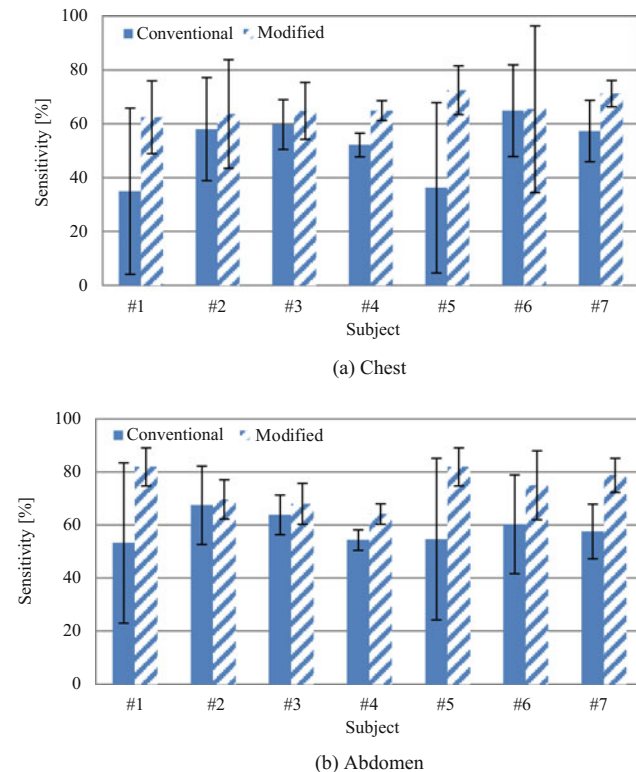 100
80
60
40
20
0
Sensitivity [%]
Conventional Modified
#1 #2 #3 #4 #5 #6 #7
Subject
(a) Chest
100
80
60
40
20
0
Sensitivity [%]
Conventional Modified
#1 #2 #3 #4 #5 #6 #7
Subject
(b) Abdomen